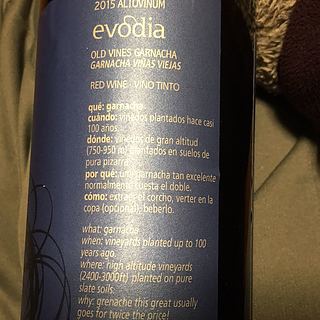 2015 ALTOVINUM
evodia
OLD VINES GARNACHA
GARNACHA VIÑAS VIEJAS
RED WINE · VINO TINTO
qué: garnacha
cuándo: viñedos plantados hace casi
100 años.
dónde: viñedos de gran altitud
(750-950 m) plantados en suelos de
pura pizarra.
por qué: una garnacha tan excelente
normalmente cuesta el doble.
cómo: extraer el corcho, verter en la
copa (opcional), beberlo.
what: garnacha
when: vineyards planted up to 100
years ago.
where: high altitude vineyards
(2400-3000ft) planted on pure
slate soils.
why: grenache this great usually
goes for twice the price!